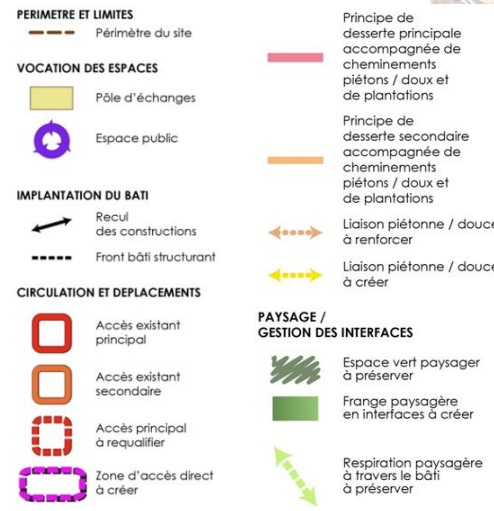 PERIMETRE ET LIMITES
Périmètre du site
VOCATION DES ESPACES
Pôle d'échanges
Espace public
IMPLANTATION DU BATI
Recul
des constructions
Front bâti structurant
CIRCULATION ET DEPLACEMENTS
Accès existant
principal
Accès existant
secondaire
Accès principal
à requalifier
Zone d'accès direct
à créer
Principe de
desserte principale
accompagnée de
cheminements
piétons / doux et
de plantations
Principe de
desserte secondaire
accompagnée de
cheminements
piétons / doux et
de plantations
Liaison piétonne / douce
à renforcer
Liaison piétonne / douce
à créer
PAYSAGE /
GESTION DES INTERFACES
Espace vert paysager
à préserver
Frange paysagère
en interfaces à créer
Respiration paysagère
à travers le bâti
à préserver